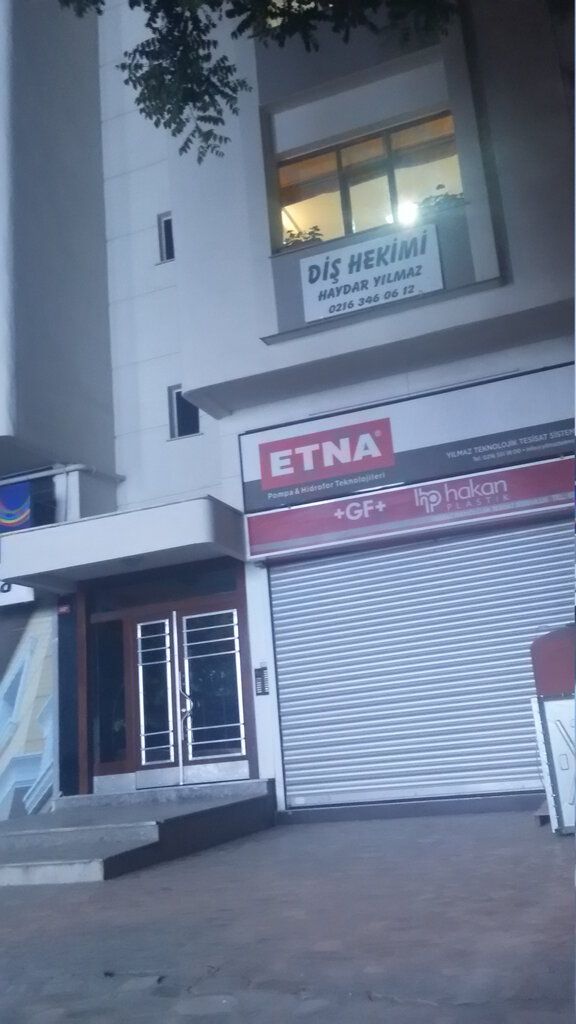 DİŞ HEKİMİ
HAYDAR YILMAZ
0216 346 06 12
ETNA®
Pompa & Hidrofor Teknolojileri
YILMAZ TEKNOLOJİK TESİSAT SİSTEM
+GF+
hp hakan
PLASTİK